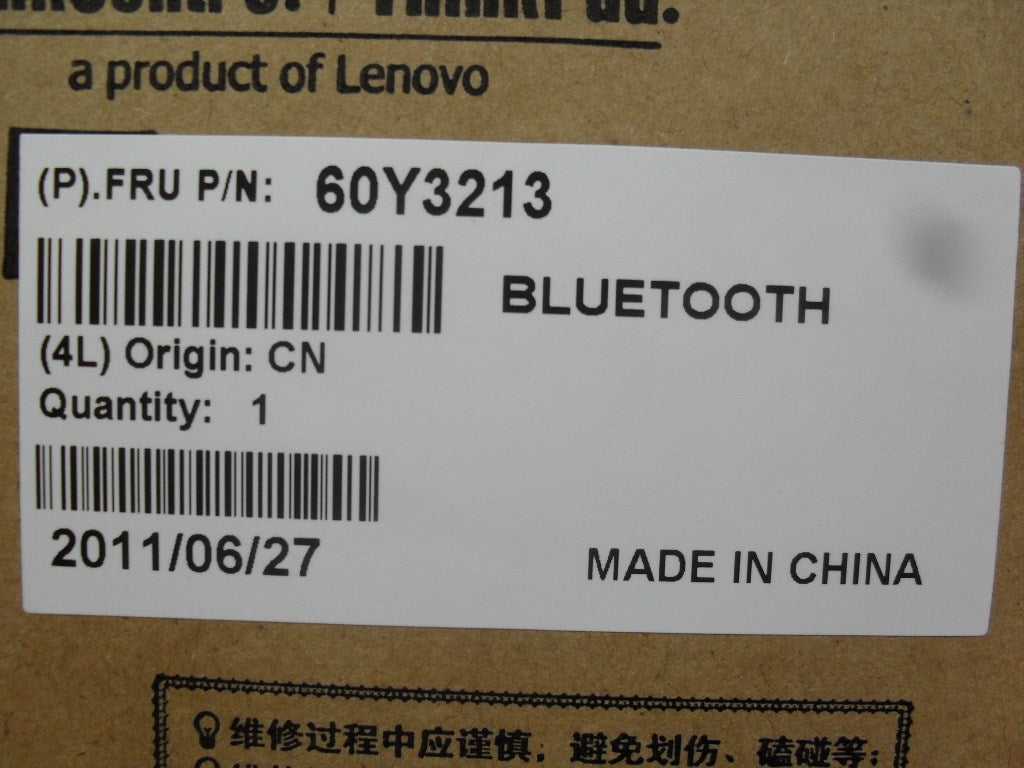 a product of Lenovo
(P).FRU P/N: 60Y3213
BLUETOOTH
(4L) Origin: CN
Quantity: 1
2011/06/27
MADE IN CHINA
维修过程中应谨慎，避免划伤、磕碰等；